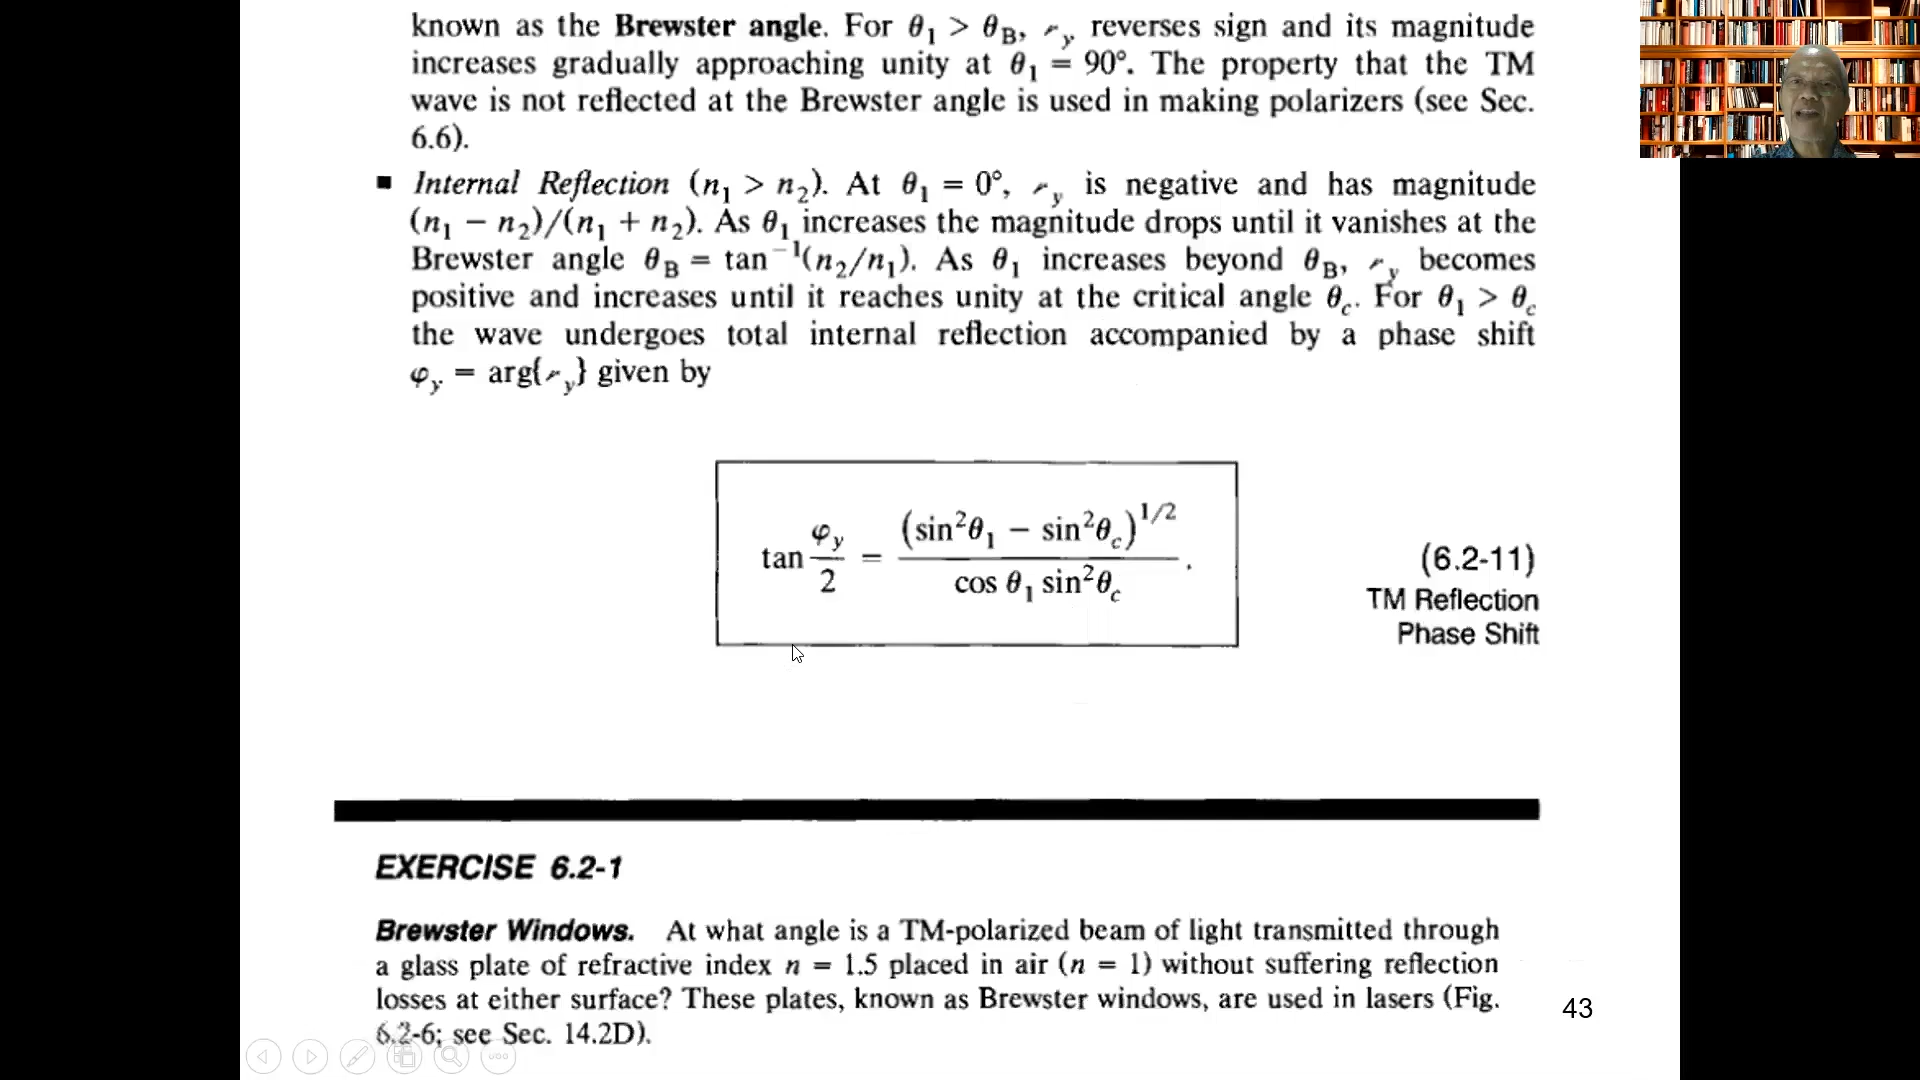 known as the Brewster angle. For θ₁ > θ_B, 𝓇_y reverses sign and its magnitude
increases gradually approaching unity at θ₁ = 90°. The property that the TM
wave is not reflected at the Brewster angle is used in making polarizers (see Sec.
6.6).
▪ Internal Reflection (n₁ > n₂). At θ₁ = 0°, 𝓇_y is negative and has magnitude
(n₁ − n₂)/(n₁ + n₂). As θ₁ increases the magnitude drops until it vanishes at the
Brewster angle θ_B = tan⁻¹(n₂/n₁). As θ₁ increases beyond θ_B, 𝓇_y becomes
positive and increases until it reaches unity at the critical angle θ_c. For θ₁ > θ_c
the wave undergoes total internal reflection accompanied by a phase shift
φ_y = arg{𝓇_y} given by
tan φ_y/2 = (sin²θ₁ − sin²θ_c)^1/2 / cos θ₁ sin²θ_c.
(6.2-11)
TM Reflection
Phase Shift
EXERCISE 6.2-1
Brewster Windows. At what angle is a TM-polarized beam of light transmitted through
a glass plate of refractive index n = 1.5 placed in air (n = 1) without suffering reflection
losses at either surface? These plates, known as Brewster windows, are used in lasers (Fig.
6.2-6; see Sec. 14.2D).
43